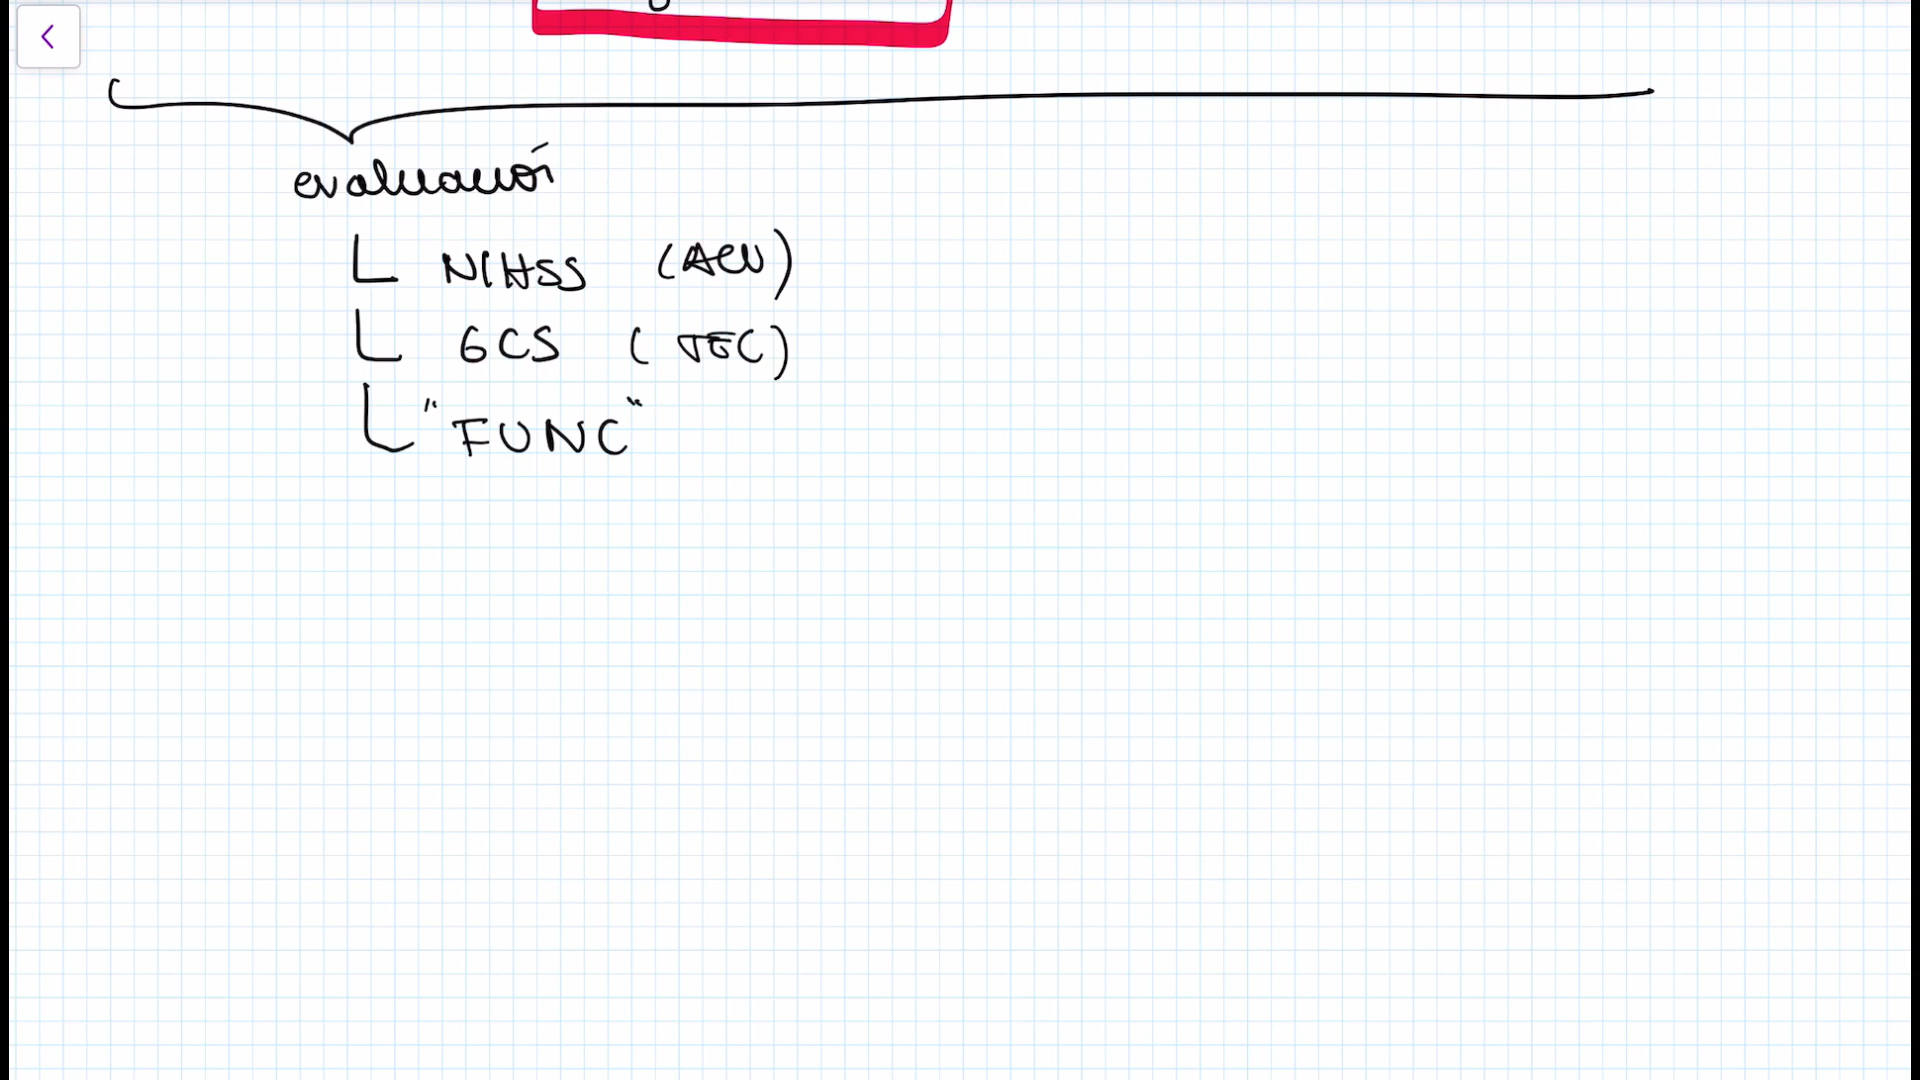 evaluación
NIHSS (ACV)
GCS (TEC)
"FUNC"